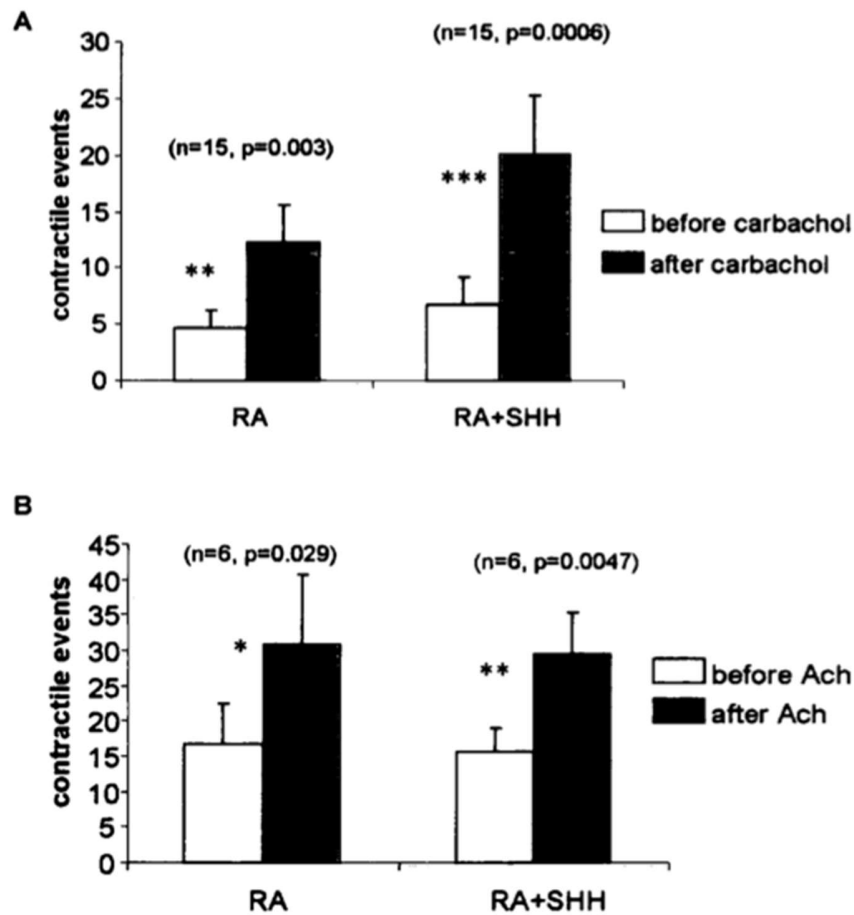 A
(n=15, p=0.0006)
30
25
(n=15, p=0.003)
20
***
15
before carbachol
after carbachol
**
10
5
0
contractile events
RA
RA+SHH
B
(n=6, p=0.029)
(n=6, p=0.0047)
45
40
35
30
*
**
25
before Ach
after Ach
20
15
10
5
0
contractile events
RA
RA+SHH